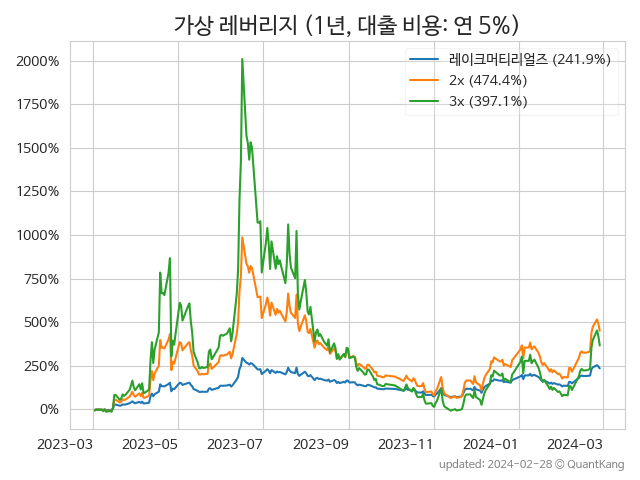 가상 레버리지 (1년, 대출 비용: 연 5%)
레이크머티리얼즈 (241.9%)
2x (474.4%)
3x (397.1%)
2000%
1750%
1500%
1250%
1000%
750%
500%
250%
0%
2023-03 2023-05 2023-07 2023-09 2023-11 2024-01 2024-03
updated: 2024-02-28 © QuantKang